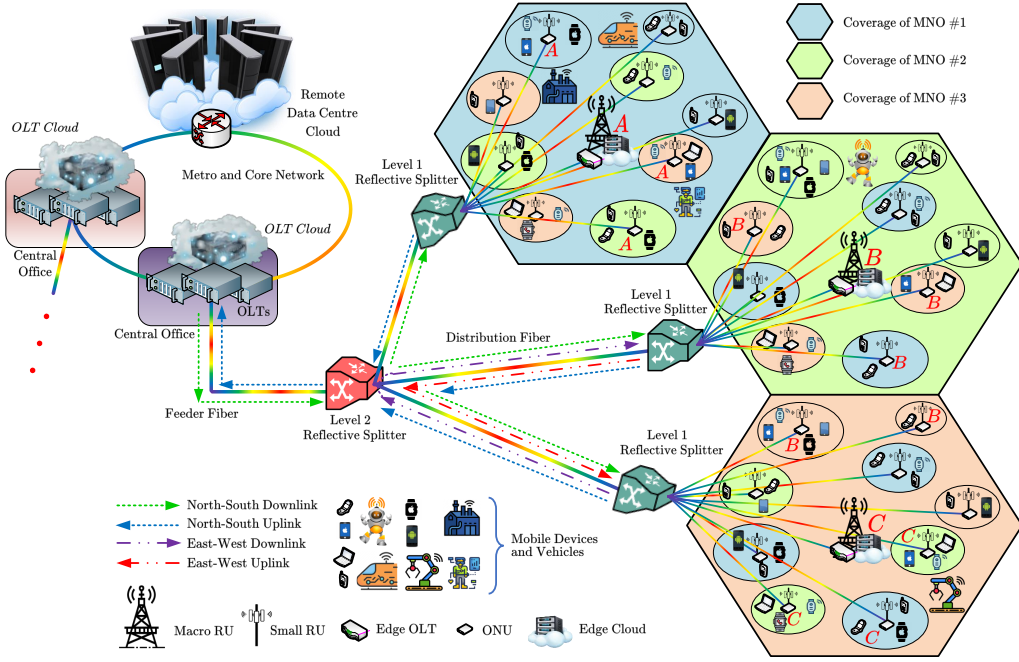 Coverage of MNO #1
Coverage of MNO #2
Coverage of MNO #3
OLT Cloud
Remote
Data Centre
Cloud
Metro and Core Network
OLT Cloud
Central
Office
OLTs
Central Office
Feeder Fiber
Level 1
Reflective Splitter
Level 1
Reflective Splitter
Distribution Fiber
Level 2
Reflective Splitter
Level 1
Reflective Splitter
A
A
A
A
B
B
B
B
B
B
C
C
C
C
North-South Downlink
North-South Uplink
East-West Downlink
East-West Uplink
Mobile Devices
and Vehicles
Macro RU
Small RU
Edge OLT
ONU
Edge Cloud